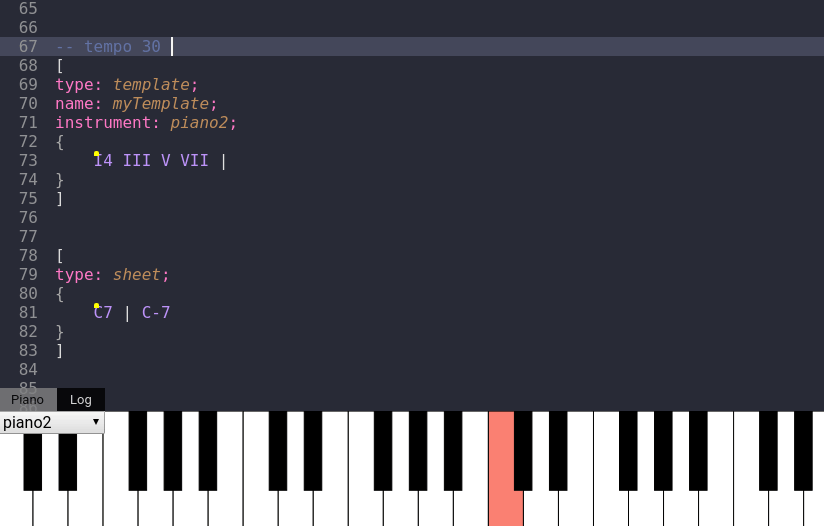 65
66
67 -- tempo 30
68 [
69 type: template;
70 name: myTemplate;
71 instrument: piano2;
72 {
73 I4 III V VII |
74 }
75 ]
76
77
78 [
79 type: sheet;
80 {
81 C7 | C-7
82 }
83 ]
84
85
Piano Log
piano2